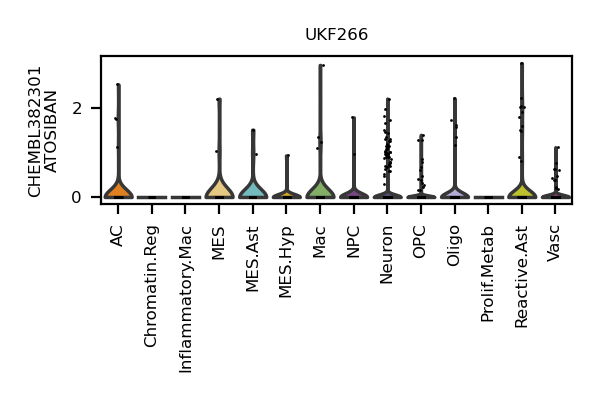 UKF266
CHEMBL382301
ATOSIBAN
2
0
AC
Chromatin.Reg
Inflammatory.Mac
MES
MES.Ast
MES.Hyp
Mac
NPC
Neuron
OPC
Oligo
Prolif.Metab
Reactive.Ast
Vasc